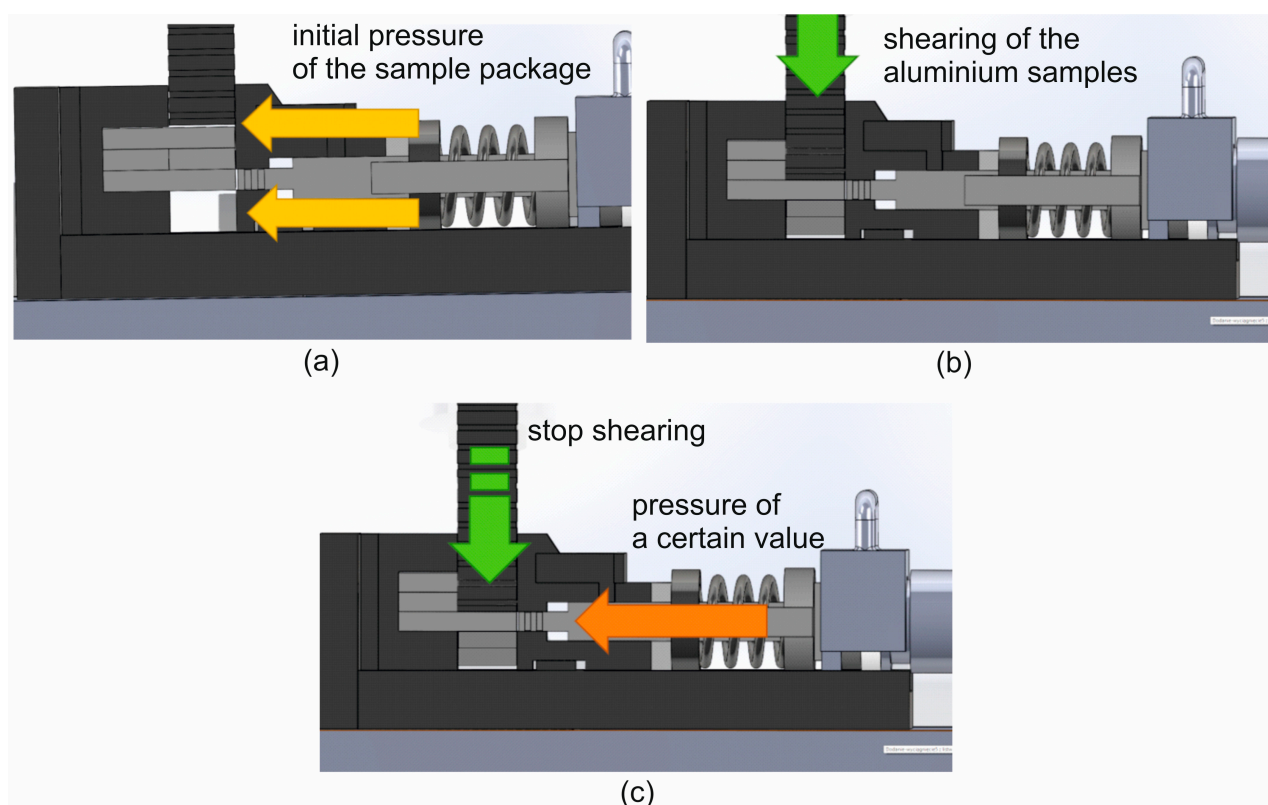 initial pressure
of the sample package
shearing of the
aluminium samples
(a)
(b)
stop shearing
pressure of
a certain value
(c)